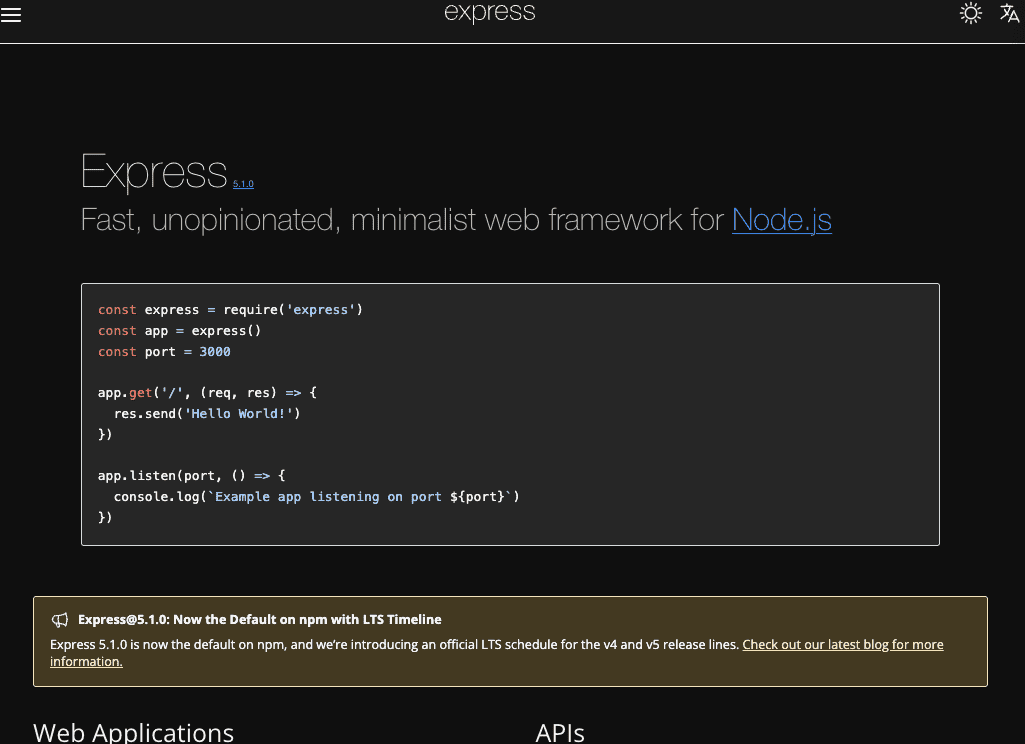 express
Express 5.1.0
Fast, unopinionated, minimalist web framework for Node.js
const express = require('express')
const app = express()
const port = 3000
app.get('/', (req, res) => {
  res.send('Hello World!')
})
app.listen(port, () => {
  console.log(`Example app listening on port ${port}`)
})
Express@5.1.0: Now the Default on npm with LTS Timeline
Express 5.1.0 is now the default on npm, and we’re introducing an official LTS schedule for the v4 and v5 release lines. Check out our latest blog for more
information.
Web Applications
APIs